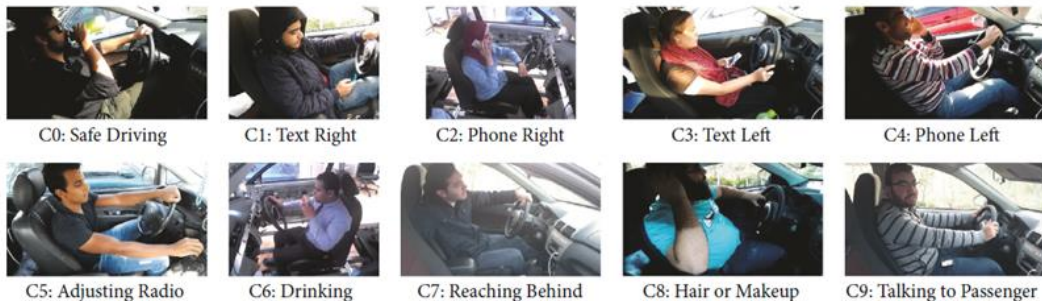 C0: Safe Driving
C1: Text Right
C2: Phone Right
C3: Text Left
C4: Phone Left
C5: Adjusting Radio
C6: Drinking
C7: Reaching Behind
C8: Hair or Makeup
C9: Talking to Passenger